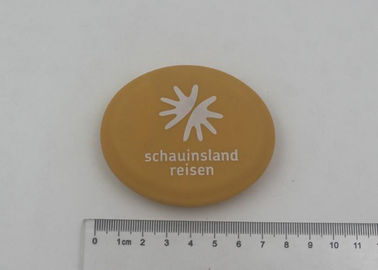 schauinsland
reisen
0 1cm 2 3 4 5 6 7 8 9 10 11